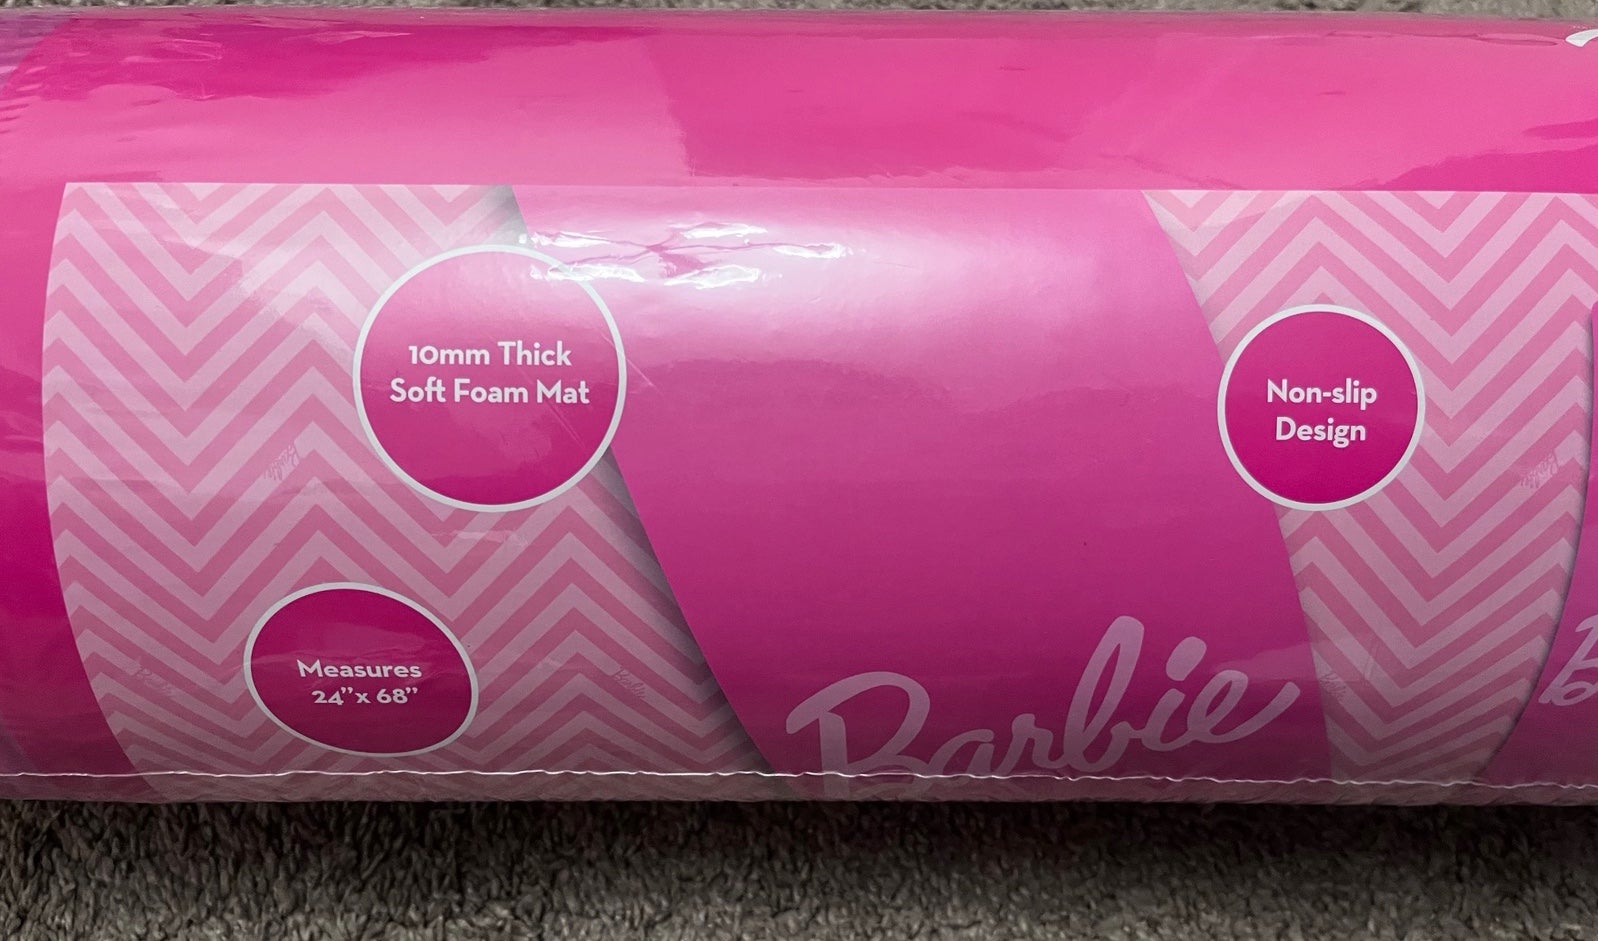 10mm Thick
Soft Foam Mat
Non-slip
Design
Measures
24”x 68”
Barbie